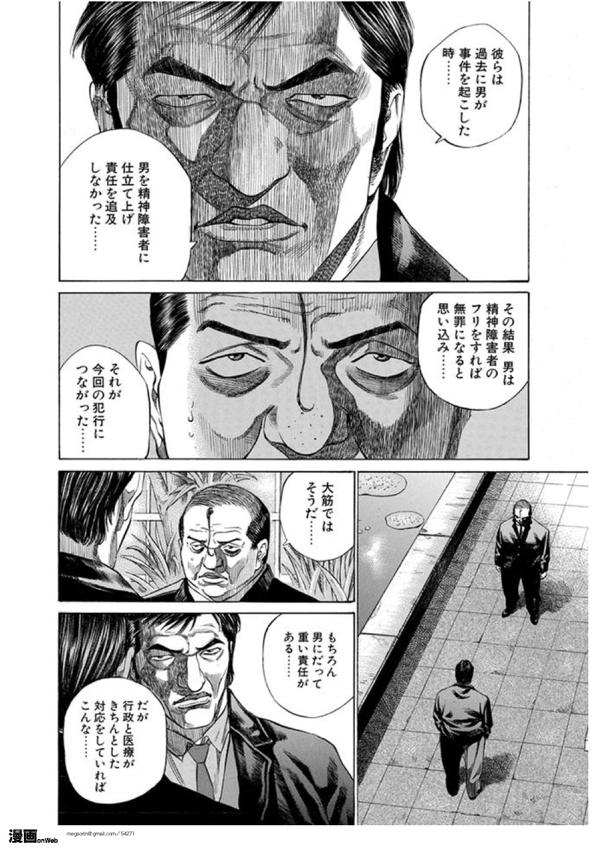 彼らは
過去に男が
事件を起こした
時……
男を精神障害者に
仕立て上げ
責任を追及
しなかった……
その結果 男は
精神障害者の
フリをすれば
無罪になると
思い込み……
それが
今回の犯行に
つながった……
大筋では
そうだ……
もちろん
男にだって
重い責任が
ある……
だが
行政と医療が
きちんとした
対応をしていれば
こんな……
漫画 on Web
megaorin@gmail.com/54271